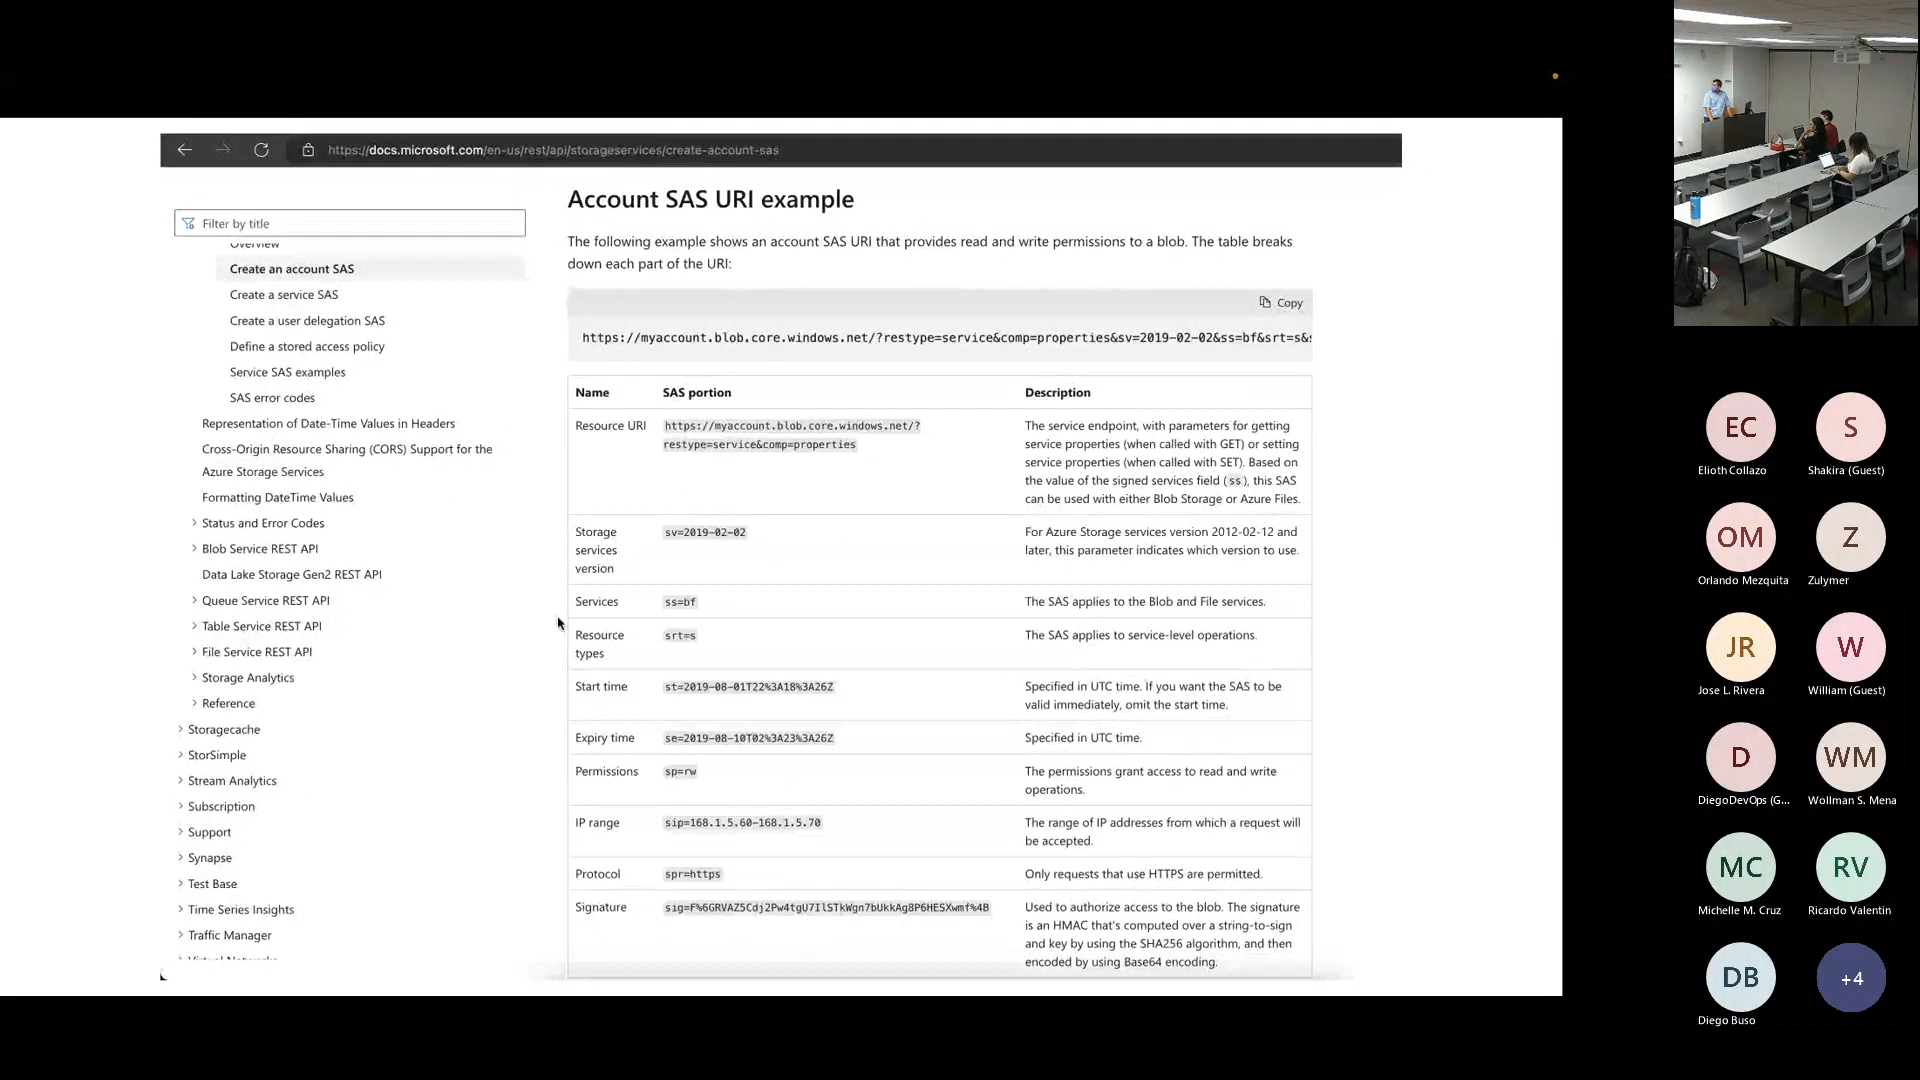 https://docs.microsoft.com/en-us/rest/api/storageservices/create-account-sas
Filter by title
Overview
Create an account SAS
Create a service SAS
Create a user delegation SAS
Define a stored access policy
Service SAS examples
SAS error codes
Representation of Date-Time Values in Headers
Cross-Origin Resource Sharing (CORS) Support for the
Azure Storage Services
Formatting DateTime Values
Status and Error Codes
Blob Service REST API
Data Lake Storage Gen2 REST API
Queue Service REST API
Table Service REST API
File Service REST API
Storage Analytics
Reference
Storagecache
StorSimple
Stream Analytics
Subscription
Support
Synapse
Test Base
Time Series Insights
Traffic Manager
Account SAS URI example
The following example shows an account SAS URI that provides read and write permissions to a blob. The table breaks
down each part of the URI:
Copy
https://myaccount.blob.core.windows.net/?restype=service&comp=properties&sv=2019-02-02&ss=bf&srt=s&s
Name SAS portion Description
Resource URI https://myaccount.blob.core.windows.net/? The service endpoint, with parameters for getting
restype=service&comp=properties service properties (when called with GET) or setting
service properties (when called with SET). Based on
the value of the signed services field (ss), this SAS
can be used with either Blob Storage or Azure Files.
Storage sv=2019-02-02 For Azure Storage services version 2012-02-12 and
services later, this parameter indicates which version to use.
version
Services ss=bf The SAS applies to the Blob and File services.
Resource srt=s The SAS applies to service-level operations.
types
Start time st=2019-08-01T22%3A18%3A26Z Specified in UTC time. If you want the SAS to be
valid immediately, omit the start time.
Expiry time se=2019-08-10T02%3A23%3A26Z Specified in UTC time.
Permissions sp=rw The permissions grant access to read and write
operations.
IP range sip=168.1.5.60-168.1.5.70 The range of IP addresses from which a request will
be accepted.
Protocol spr=https Only requests that use HTTPS are permitted.
Signature sig=F%6GRVAZ5Cdj2Pw4tgU7IlSTkWgn7bUkkAg8P6HESXwmf%4B Used to authorize access to the blob. The signature
is an HMAC that's computed over a string-to-sign
and key by using the SHA256 algorithm, and then
encoded by using Base64 encoding.
EC S
Elioth Collazo Shakira (Guest)
OM Z
Orlando Mezquita Zulymer
JR W
Jose L. Rivera William (Guest)
D WM
DiegoDevOps (G... Wollman S. Mena
MC RV
Michelle M. Cruz Ricardo Valentin
DB +4
Diego Buso